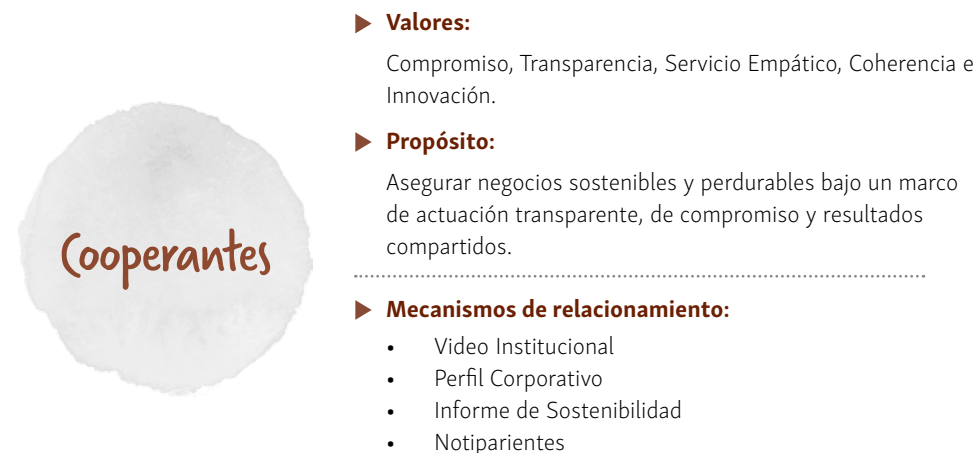 Cooperantes
▶ Valores:
Compromiso, Transparencia, Servicio Empático, Coherencia e
Innovación.
▶ Propósito:
Asegurar negocios sostenibles y perdurables bajo un marco
de actuación transparente, de compromiso y resultados
compartidos.
▶ Mecanismos de relacionamiento:
• Video Institucional
• Perfil Corporativo
• Informe de Sostenibilidad
• Notiparientes